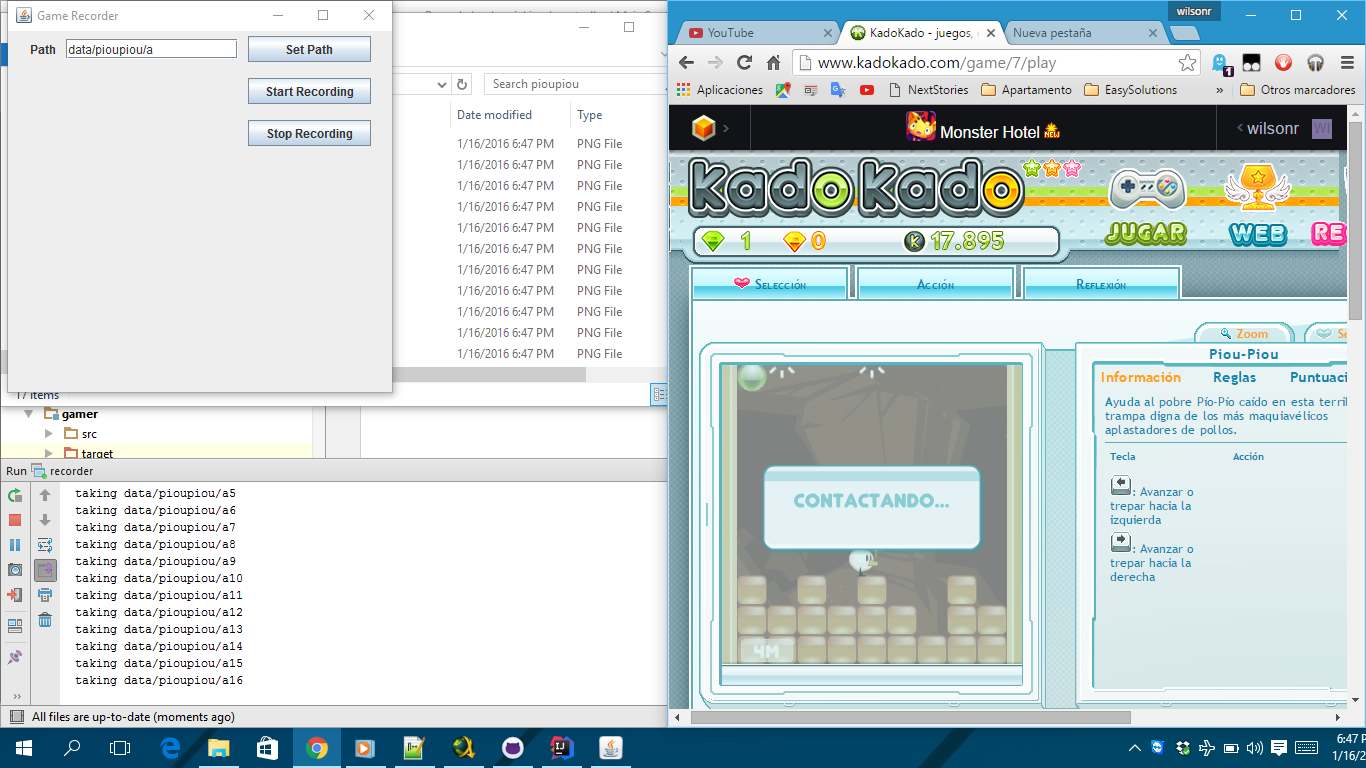 Game Recorder
Path data/pioupiou/a Set Path
Start Recording
Stop Recording
Search pioupiou
Date modified Type
1/16/2016 6:47 PM PNG File
1/16/2016 6:47 PM PNG File
1/16/2016 6:47 PM PNG File
1/16/2016 6:47 PM PNG File
1/16/2016 6:47 PM PNG File
1/16/2016 6:47 PM PNG File
1/16/2016 6:47 PM PNG File
1/16/2016 6:47 PM PNG File
1/16/2016 6:47 PM PNG File
1/16/2016 6:47 PM PNG File
1/16/2016 6:47 PM PNG File
17 items
gamer
src
target
Run recorder
taking data/pioupiou/a5
taking data/pioupiou/a6
taking data/pioupiou/a7
taking data/pioupiou/a8
taking data/pioupiou/a9
taking data/pioupiou/a10
taking data/pioupiou/a11
taking data/pioupiou/a12
taking data/pioupiou/a13
taking data/pioupiou/a14
taking data/pioupiou/a15
taking data/pioupiou/a16
All files are up-to-date (moments ago)
wilsonr
YouTube KadoKado - juegos, Nueva pestaña
www.kadokado.com/game/7/play
1
Aplicaciones NextStories Apartamento EasySolutions » Otros marcadores
Monster Hotel NEW wilsonr WI
KadoKado
1 0 K 17.895
JUGAR WEB RE
Selección Acción Reflexión
Zoom Se
Piou-Piou
Información Reglas Puntuaci
Ayuda al pobre Pío-Pío caído en esta terrib
trampa digna de los más maquiavélicos
aplastadores de pollos.
Tecla Acción
: Avanzar o
trepar hacia la
izquierda
: Avanzar o
trepar hacia la
derecha
CONTACTANDO...
4M
6:47 P
1/16/2